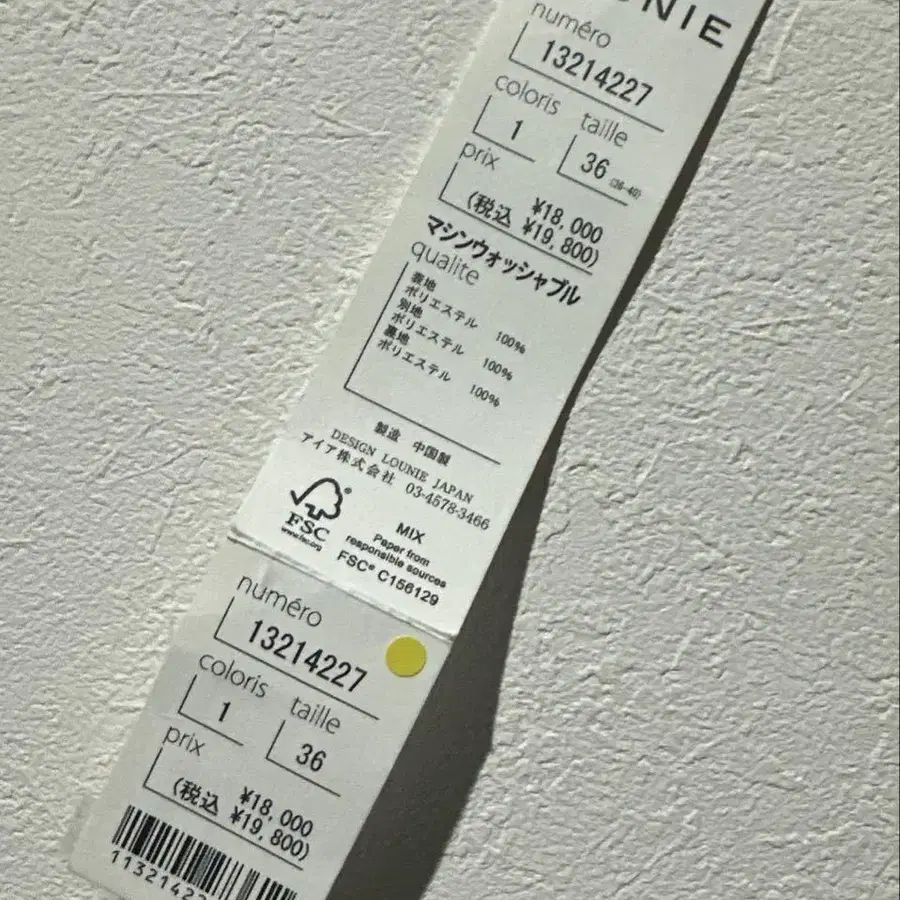 NIE
numéro
13214227
coloris taille
1 36 (36-40)
prix
¥18,000
(税込 ¥19,800)
マシンウォッシャブル
qualite
表地
ポリエステル 100%
別地
ポリエステル 100%
裏地
ポリエステル 100%
製造 中国製
DESIGN LOUNIE JAPAN
アイア株式会社 03-4578-3466
FSC®
www.fsc.org
MIX
Paper from
responsible sources
FSC® C156129
numéro
13214227
coloris taille
1 36
prix
¥18,000
(税込 ¥19,800)
1132142